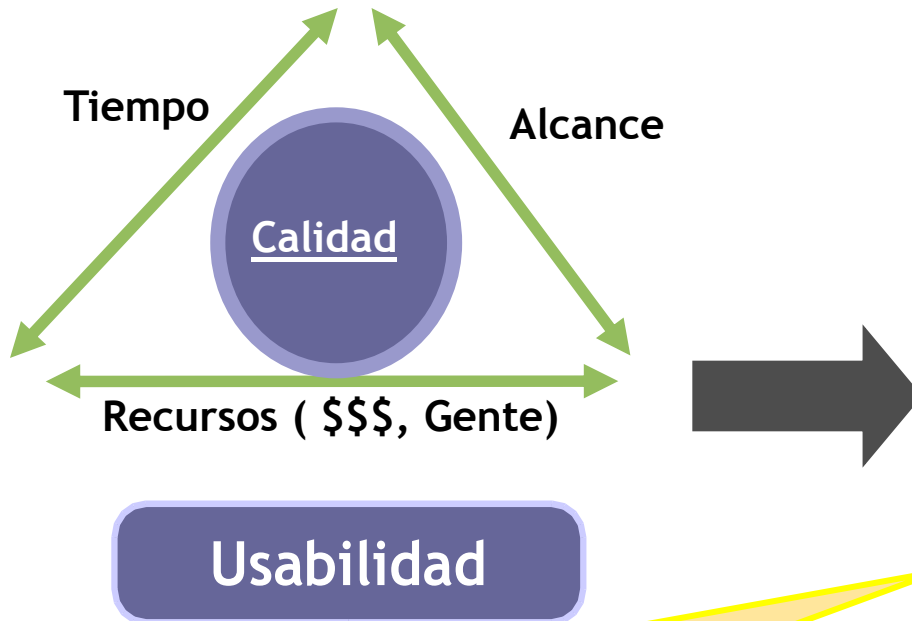 Tiempo
Alcance
Calidad
Recursos ( $$$, Gente)
Usabilidad